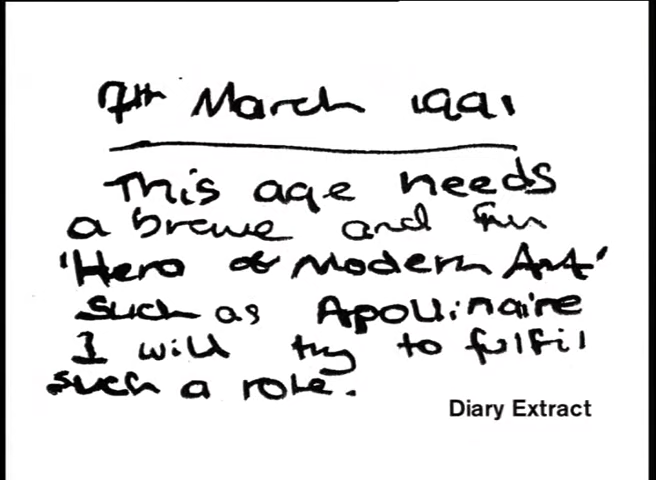 7th March 1991
This age needs
a brave and fun
'Hero of Modern Art'
such as Apollinaire
I will try to fulfil
such a role.
Diary Extract